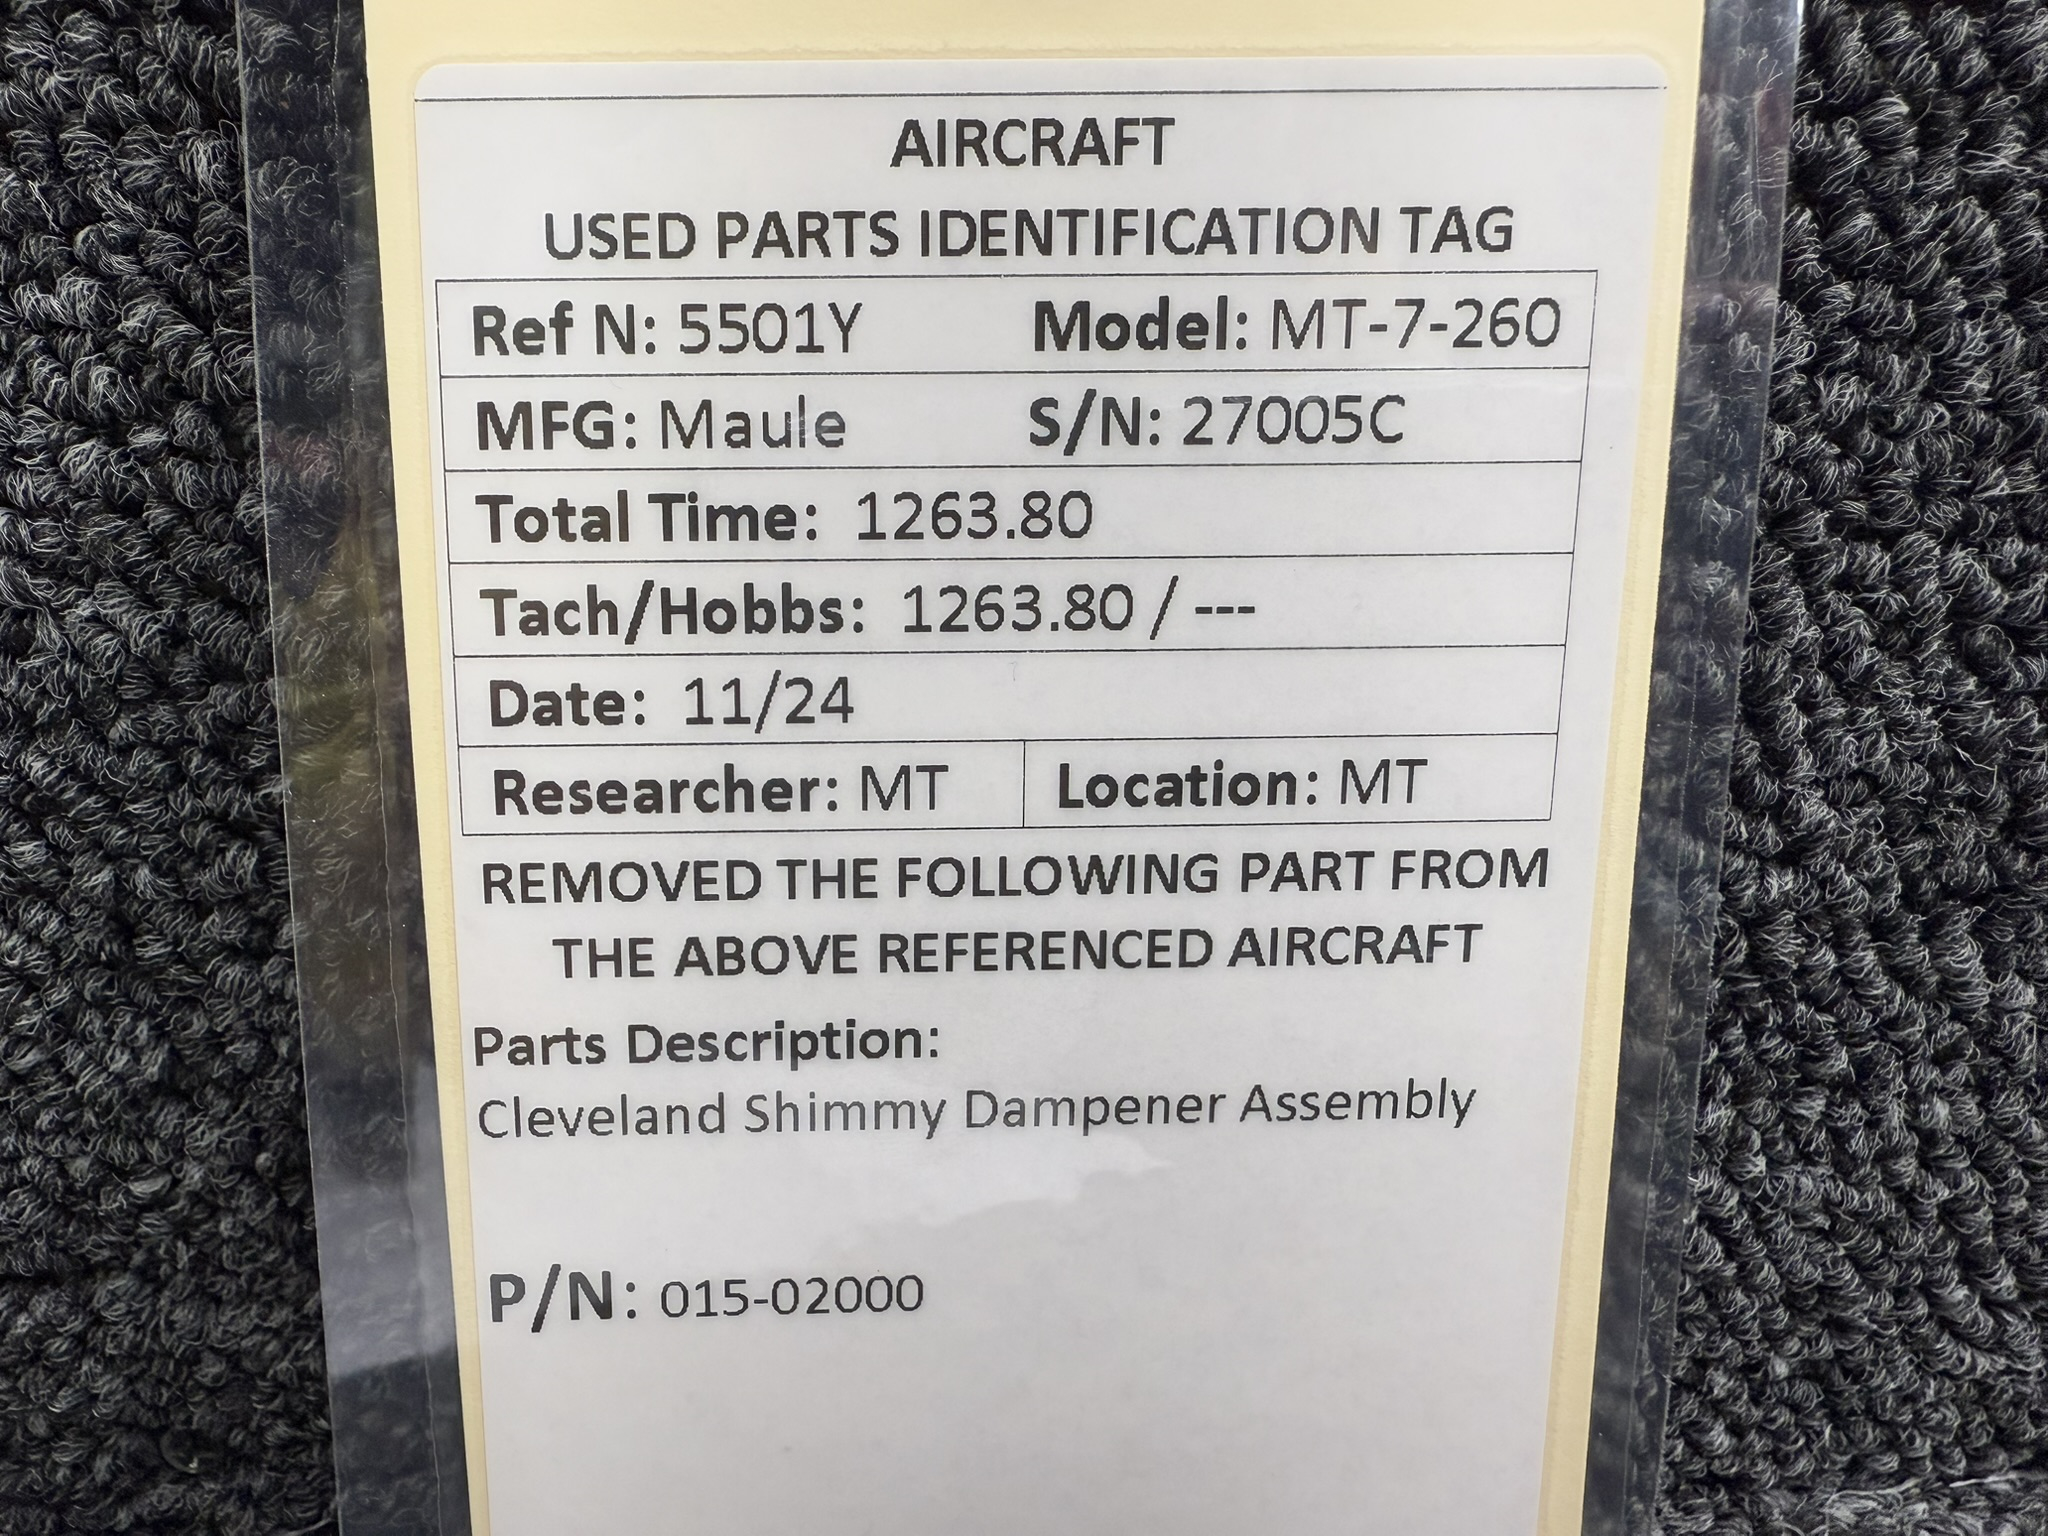 AIRCRAFT
USED PARTS IDENTIFICATION TAG
Ref N: 5501Y Model: MT-7-260
MFG: Maule S/N: 27005C
Total Time: 1263.80
Tach/Hobbs: 1263.80 / ---
Date: 11/24
Researcher: MT Location: MT
REMOVED THE FOLLOWING PART FROM
THE ABOVE REFERENCED AIRCRAFT
Parts Description:
Cleveland Shimmy Dampener Assembly
P/N: 015-02000